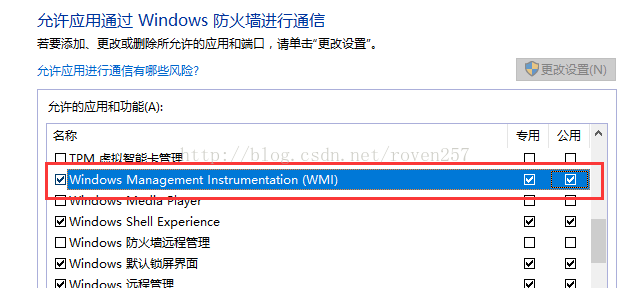 允许应用通过 Windows 防火墙进行通信
若要添加、更改或删除所允许的应用和端口，请单击“更改设置”。
允许应用进行通信有哪些风险?
更改设置(N)
允许的应用和功能(A):
名称 专用 公用
TPM 虚拟智能卡管理
http://blog.csdn.net/roven257
Windows Management Instrumentation (WMI)
Windows Media Player
Windows Shell Experience
Windows 防火墙远程管理
Windows 默认锁屏界面
Windows 远程管理